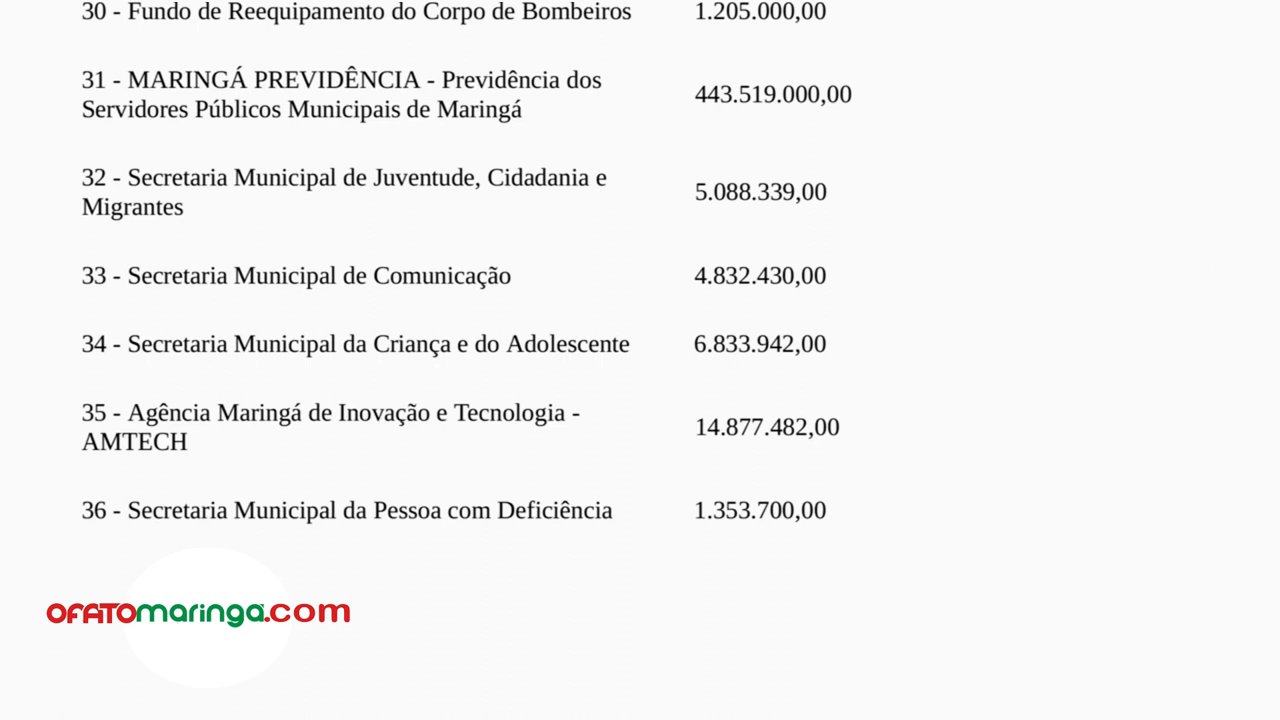 30 - Fundo de Reequipamento do Corpo de Bombeiros 1.205.000,00
31 - MARINGÁ PREVIDÊNCIA - Previdência dos
Servidores Públicos Municipais de Maringá
443.519.000,00
32 - Secretaria Municipal de Juventude, Cidadania e
Migrantes
5.088.339,00
33 - Secretaria Municipal de Comunicação 4.832.430,00
34 - Secretaria Municipal da Criança e do Adolescente 6.833.942,00
35 - Agência Maringá de Inovação e Tecnologia -
AMTECH
14.877.482,00
36 - Secretaria Municipal da Pessoa com Deficiência 1.353.700,00
OFATOmaringa.com